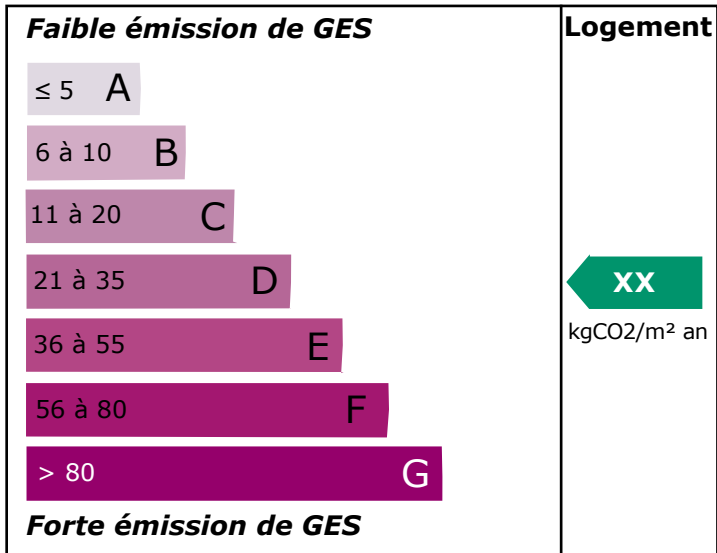 Faible émission de GES
Logement
≤ 5 A
6 à 10 B
11 à 20 C
21 à 35 D
XX
36 à 55 E
kgCO2/m² an
56 à 80 F
> 80 G
Forte émission de GES